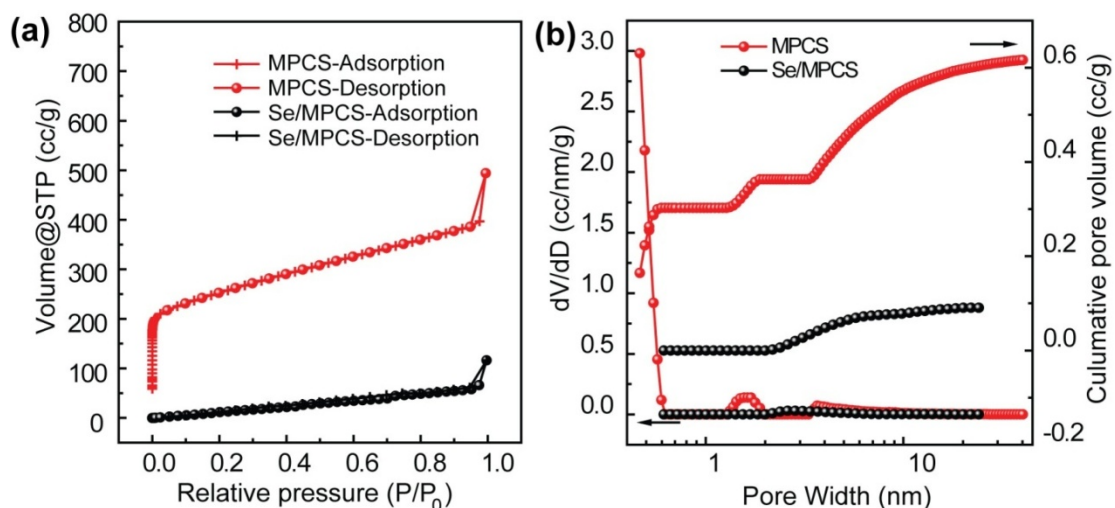 (a)
800
700
600
500
400
300
200
100
0
Volume@STP (cc/g)
MPCS-Adsorption
MPCS-Desorption
Se/MPCS-Adsorption
Se/MPCS-Desorption
0.0 0.2 0.4 0.6 0.8 1.0
Relative pressure (P/P0)
(b)
3.0
2.5
2.0
1.5
1.0
0.5
0.0
dV/dD (cc/nm/g)
MPCS
Se/MPCS
0.6
0.4
0.2
0.0
-0.2
Culumative pore volume (cc/g)
1 10
Pore Width (nm)